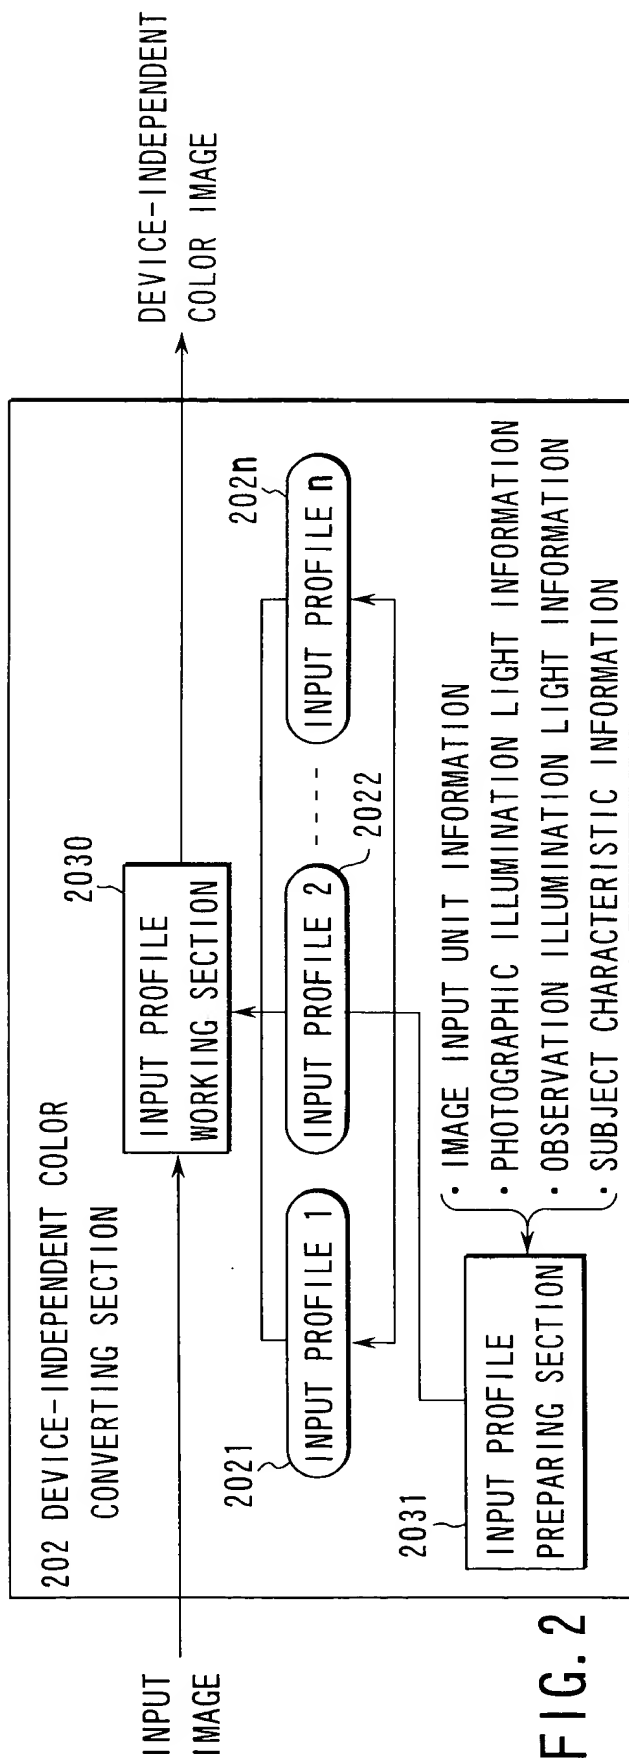 INPUT
IMAGE
202 DEVICE-INDEPENDENT COLOR
CONVERTING SECTION
2030
INPUT PROFILE
WORKING SECTION
DEVICE-INDEPENDENT
COLOR IMAGE
2021
INPUT PROFILE 1
INPUT PROFILE 2
2022
202n
INPUT PROFILE n
2031
INPUT PROFILE
PREPARING SECTION
• IMAGE INPUT UNIT INFORMATION
• PHOTOGRAPHIC ILLUMINATION LIGHT INFORMATION
• OBSERVATION ILLUMINATION LIGHT INFORMATION
• SUBJECT CHARACTERISTIC INFORMATION
FIG. 2